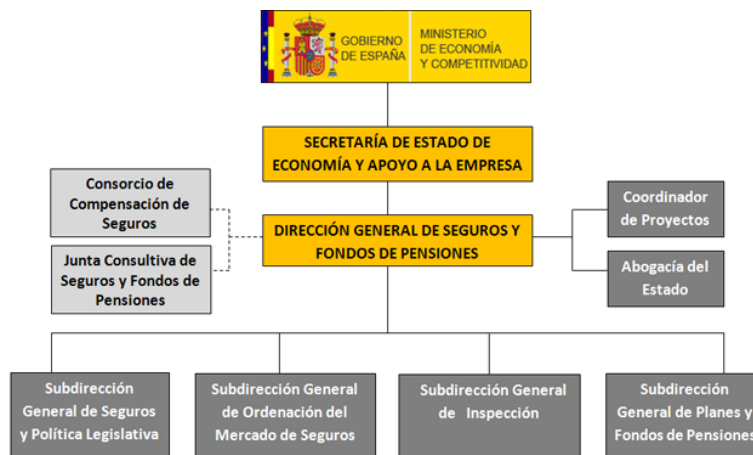 GOBIERNO
DE ESPAÑA
MINISTERIO
DE ECONOMÍA
Y COMPETITIVIDAD
SECRETARÍA DE ESTADO DE
ECONOMÍA Y APOYO A LA EMPRESA
Consorcio de
Compensación de
Seguros
Junta Consultiva de
Seguros y Fondos de
Pensiones
DIRECCIÓN GENERAL DE SEGUROS Y
FONDOS DE PENSIONES
Coordinador
de Proyectos
Abogacía del
Estado
Subdirección
General de Seguros
y Política Legislativa
Subdirección General
de Ordenación del
Mercado de Seguros
Subdirección General
de Inspección
Subdirección
General de Planes y
Fondos de Pensiones